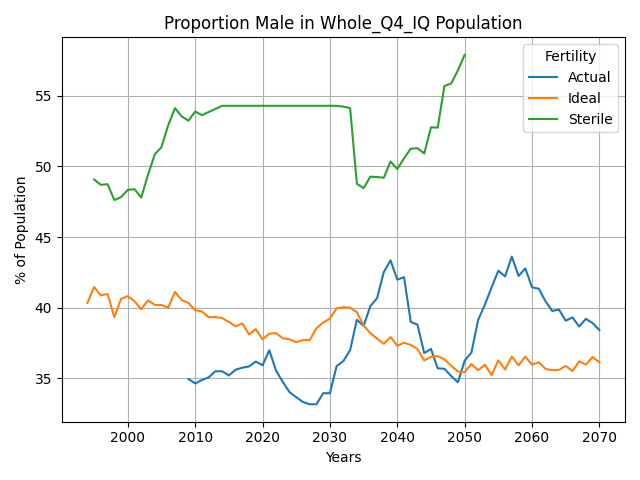 Proportion Male in Whole_Q4_IQ Population
Fertility
Actual
Ideal
Sterile
% of Population
55
50
45
40
35
2000
2010
2020
2030
2040
2050
2060
2070
Years